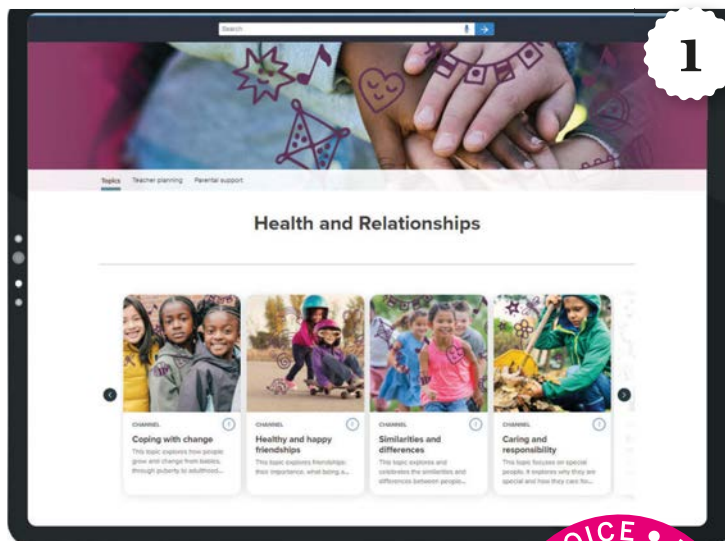 1
Search
Topics
Teacher planning
Parental support
Health and Relationships
CHANNEL
Coping with change
This topic explores how people
grow and change from babies,
through puberty to adulthood...
CHANNEL
Healthy and happy
friendships
This topic explores friendships:
their importance, what being a...
CHANNEL
Similarities and
differences
This topic explores and
celebrates the similarities and
differences between people...
CHANNEL
Caring and
responsibility
This topic focuses on special
people. It explores why they are
special and how they care for...